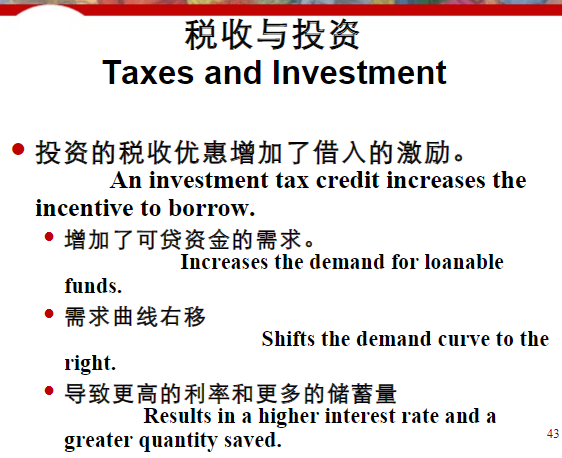 税收与投资
Taxes and Investment
投资的税收优惠增加了借入的激励。
An investment tax credit increases the
incentive to borrow.
增加了可贷资金的需求。
Increases the demand for loanable
funds.
需求曲线右移
Shifts the demand curve to the
right.
导致更高的利率和更多的储蓄量
Results in a higher interest rate and a
greater quantity saved.
43